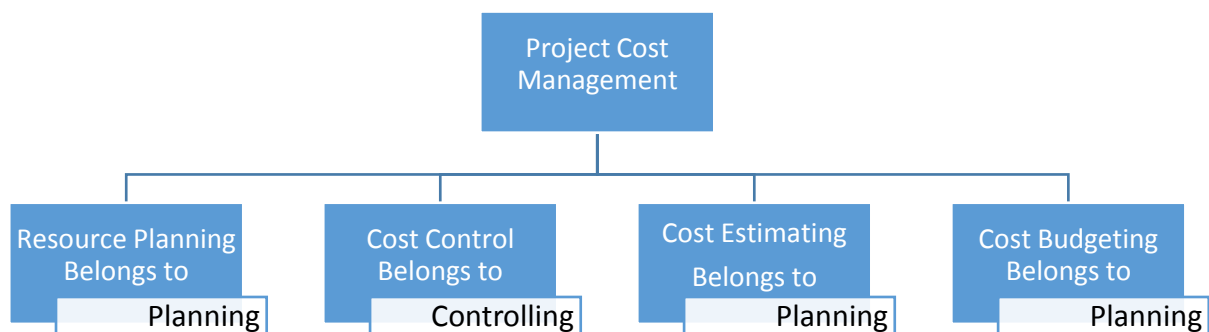 Project Cost
Management
Resource Planning
Belongs to
Planning
Cost Control
Belongs to
Controlling
Cost Estimating
Belongs to
Planning
Cost Budgeting
Belongs to
Planning